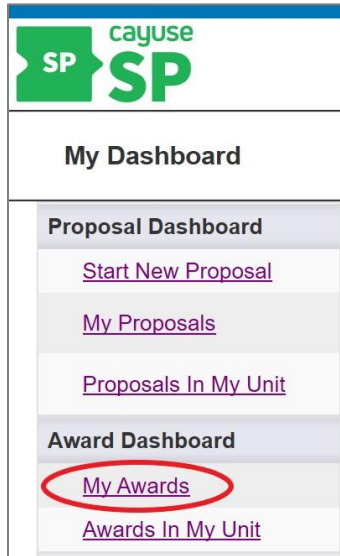 cayuse
SP
SP
My Dashboard
Proposal Dashboard
Start New Proposal
My Proposals
Proposals In My Unit
Award Dashboard
My Awards
Awards In My Unit